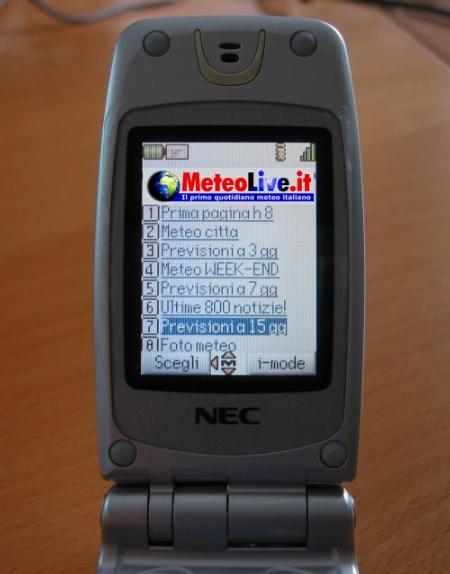 MeteoLive.it
Il primo quotidiano meteo italiano
1 Prima pagina h 8
2 Meteo citta
3 Previsioni a 3 gg
4 Meteo WEEK-END
5 Previsioni a 7 gg
6 Ultime 800 notizie!
7 Previsioni a 15 gg
8 Foto meteo
Scegli M i-mode
NEC